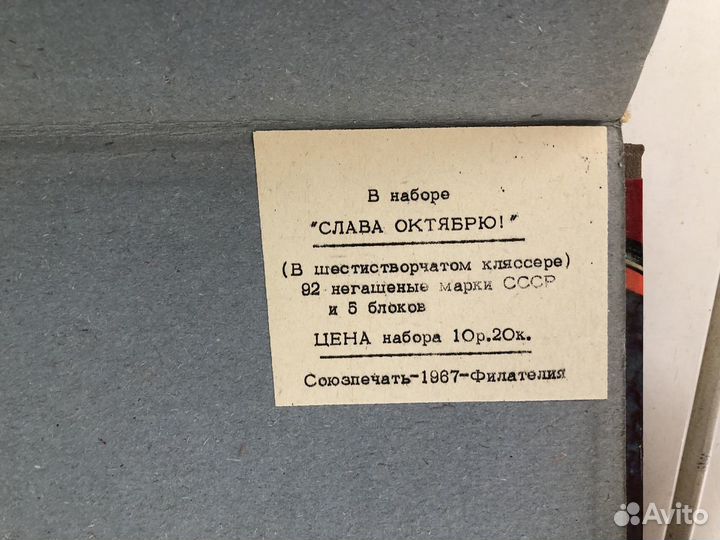 В наборе
"СЛАВА ОКТЯБРЮ!"
(В шестистворчатом кляссере)
92 негашеные марки СССР
и 5 блоков
ЦЕНА набора 10р.20к.
Союзпечать-1967-Филателия
Avito